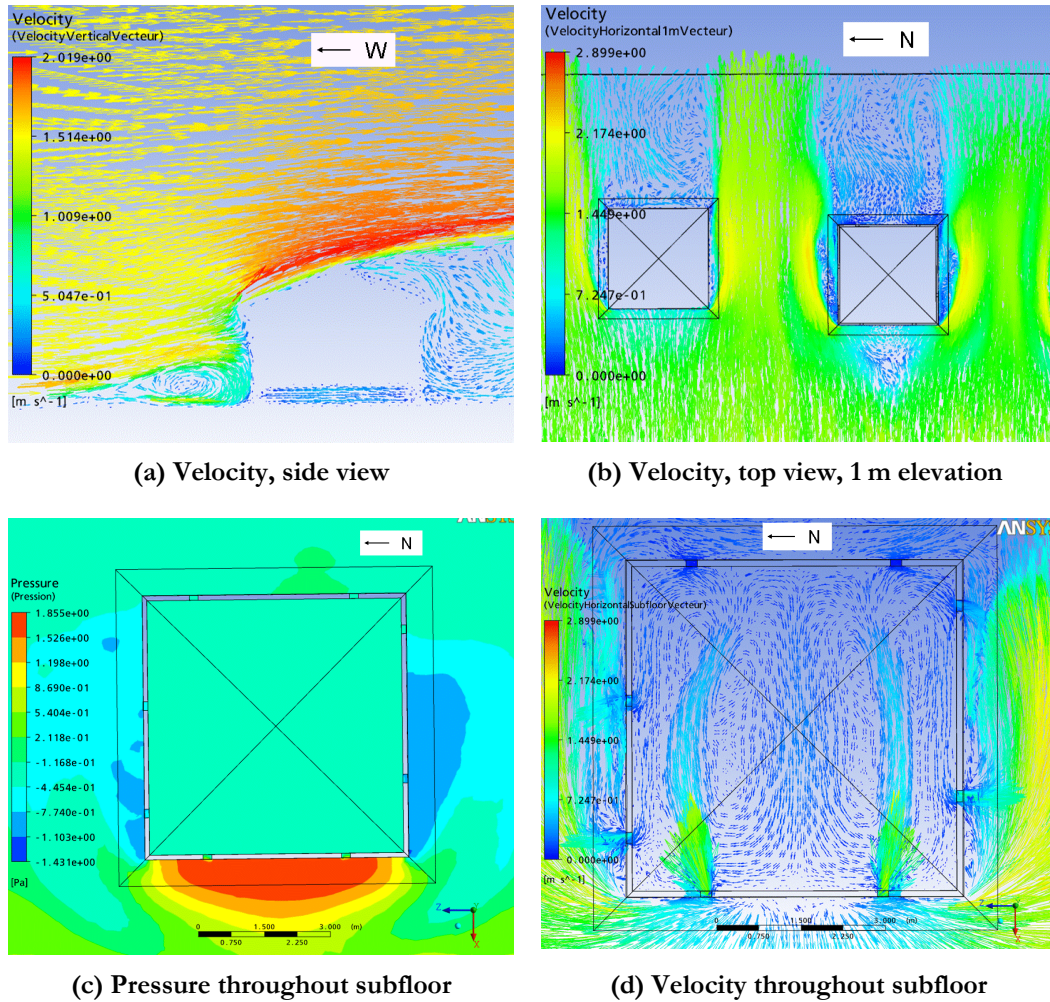 Velocity
(VelocityVerticalVecteur)
2.019e+00
1.514e+00
1.009e+00
5.047e-01
0.000e+00
[m s^-1]
← W
(a) Velocity, side view
Velocity
(VelocityHorizontal1mVecteur)
2.899e+00
2.174e+00
1.449e+00
7.247e-01
0.000e+00
[m s^-1]
← N
(b) Velocity, top view, 1 m elevation
Pressure
(Pression)
1.855e+00
1.526e+00
1.198e+00
8.690e-01
5.404e-01
2.118e-01
-1.168e-01
-4.454e-01
-7.740e-01
-1.103e+00
-1.431e+00
[Pa]
← N
0 1.500 3.000 (m)
0.750 2.250
Z
X
(c) Pressure throughout subfloor
Velocity
(VelocityHorizontalSubfloorVecteur)
2.899e+00
2.174e+00
1.449e+00
7.247e-01
0.000e+00
[m s^-1]
← N
ANSY
0 1.500 3.000 (m)
0.750 2.250
Z
X
(d) Velocity throughout subfloor